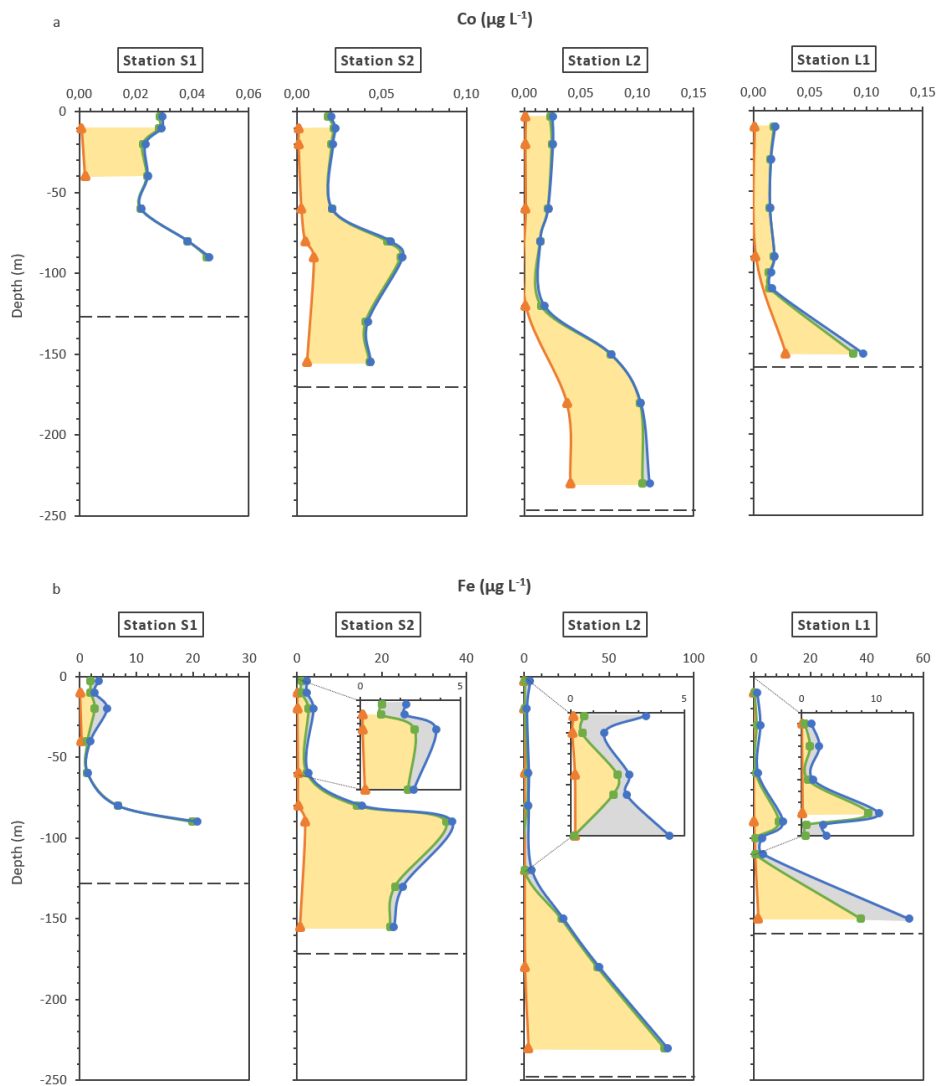 a
Co (µg L-1)
Station S1 Station S2 Station L2 Station L1
0,00 0,02 0,04 0,06 0,00 0,05 0,10 0,00 0,05 0,10 0,15 0,00 0,05 0,10 0,15
0
-50
-100
-150
-200
-250
Depth (m)
b
Fe (µg L-1)
Station S1 Station S2 Station L2 Station L1
0 10 20 30 0 20 40 0 50 100 0 20 40 60
0 5 0 5 0 10
0
-50
-100
-150
-200
-250
Depth (m)